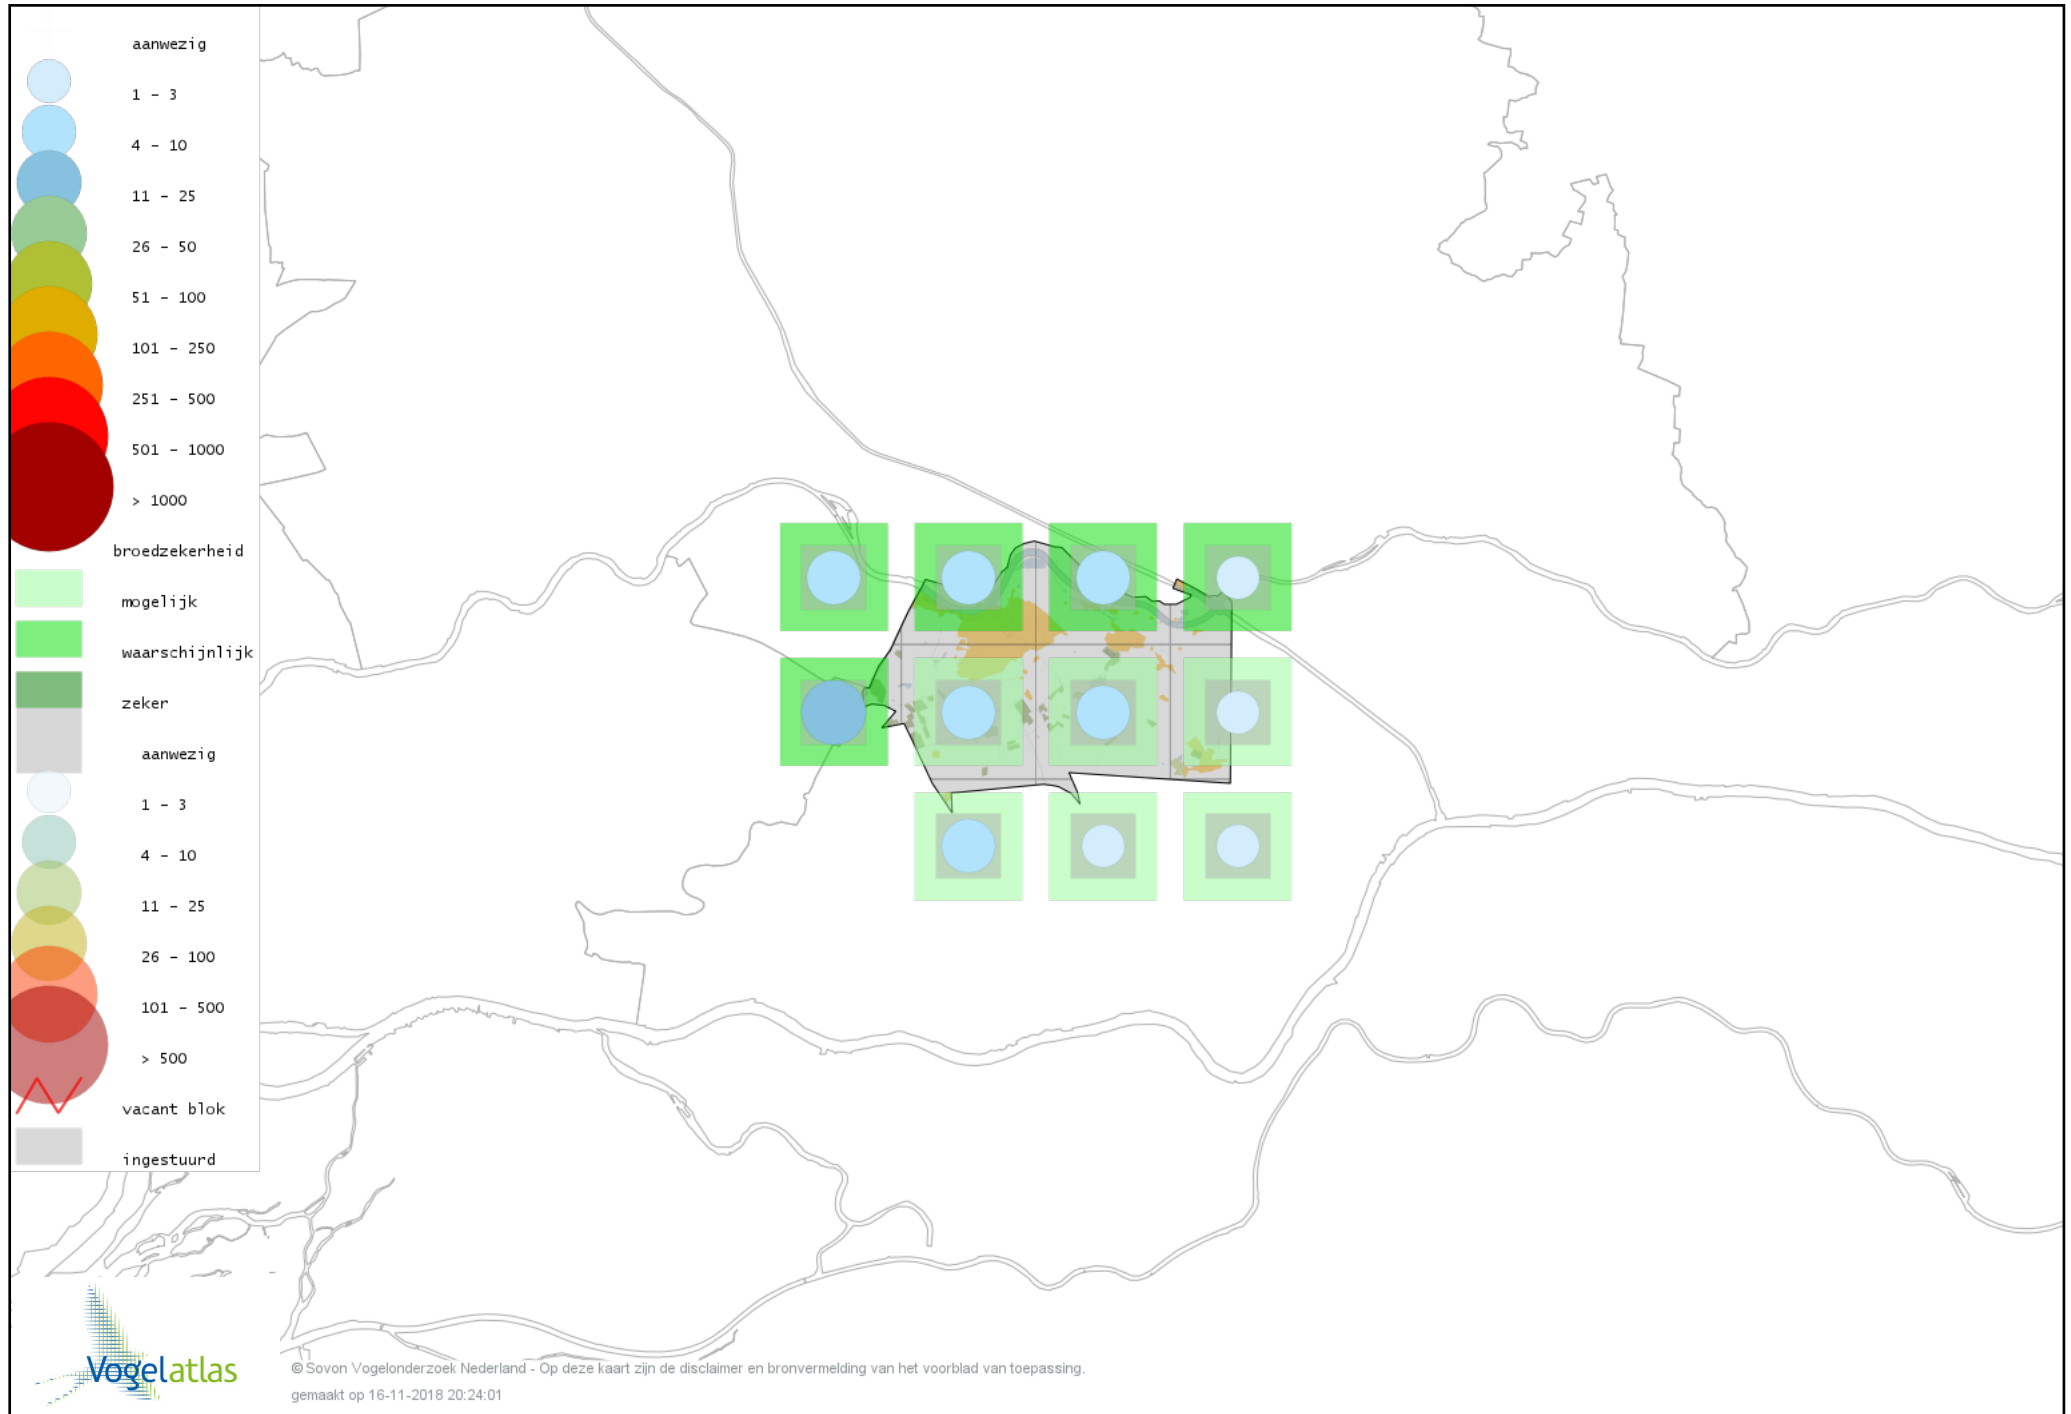 aanwezig
1 - 3
4 - 10
11 - 25
26 - 50
51 - 100
101 - 250
251 - 500
501 - 1000
> 1000
broedzekerheid
mogelijk
waarschijnlijk
zeker
aanwezig
1 - 3
4 - 10
11 - 25
26 - 100
101 - 500
> 500
vacant blok
ingestuurd
Vogelatlas
© Sovon Vogelonderzoek Nederland - Op deze kaart zijn de disclaimer en bronvermelding van het voorblad van toepassing.
gemaakt op 16-11-2018 20:24:01